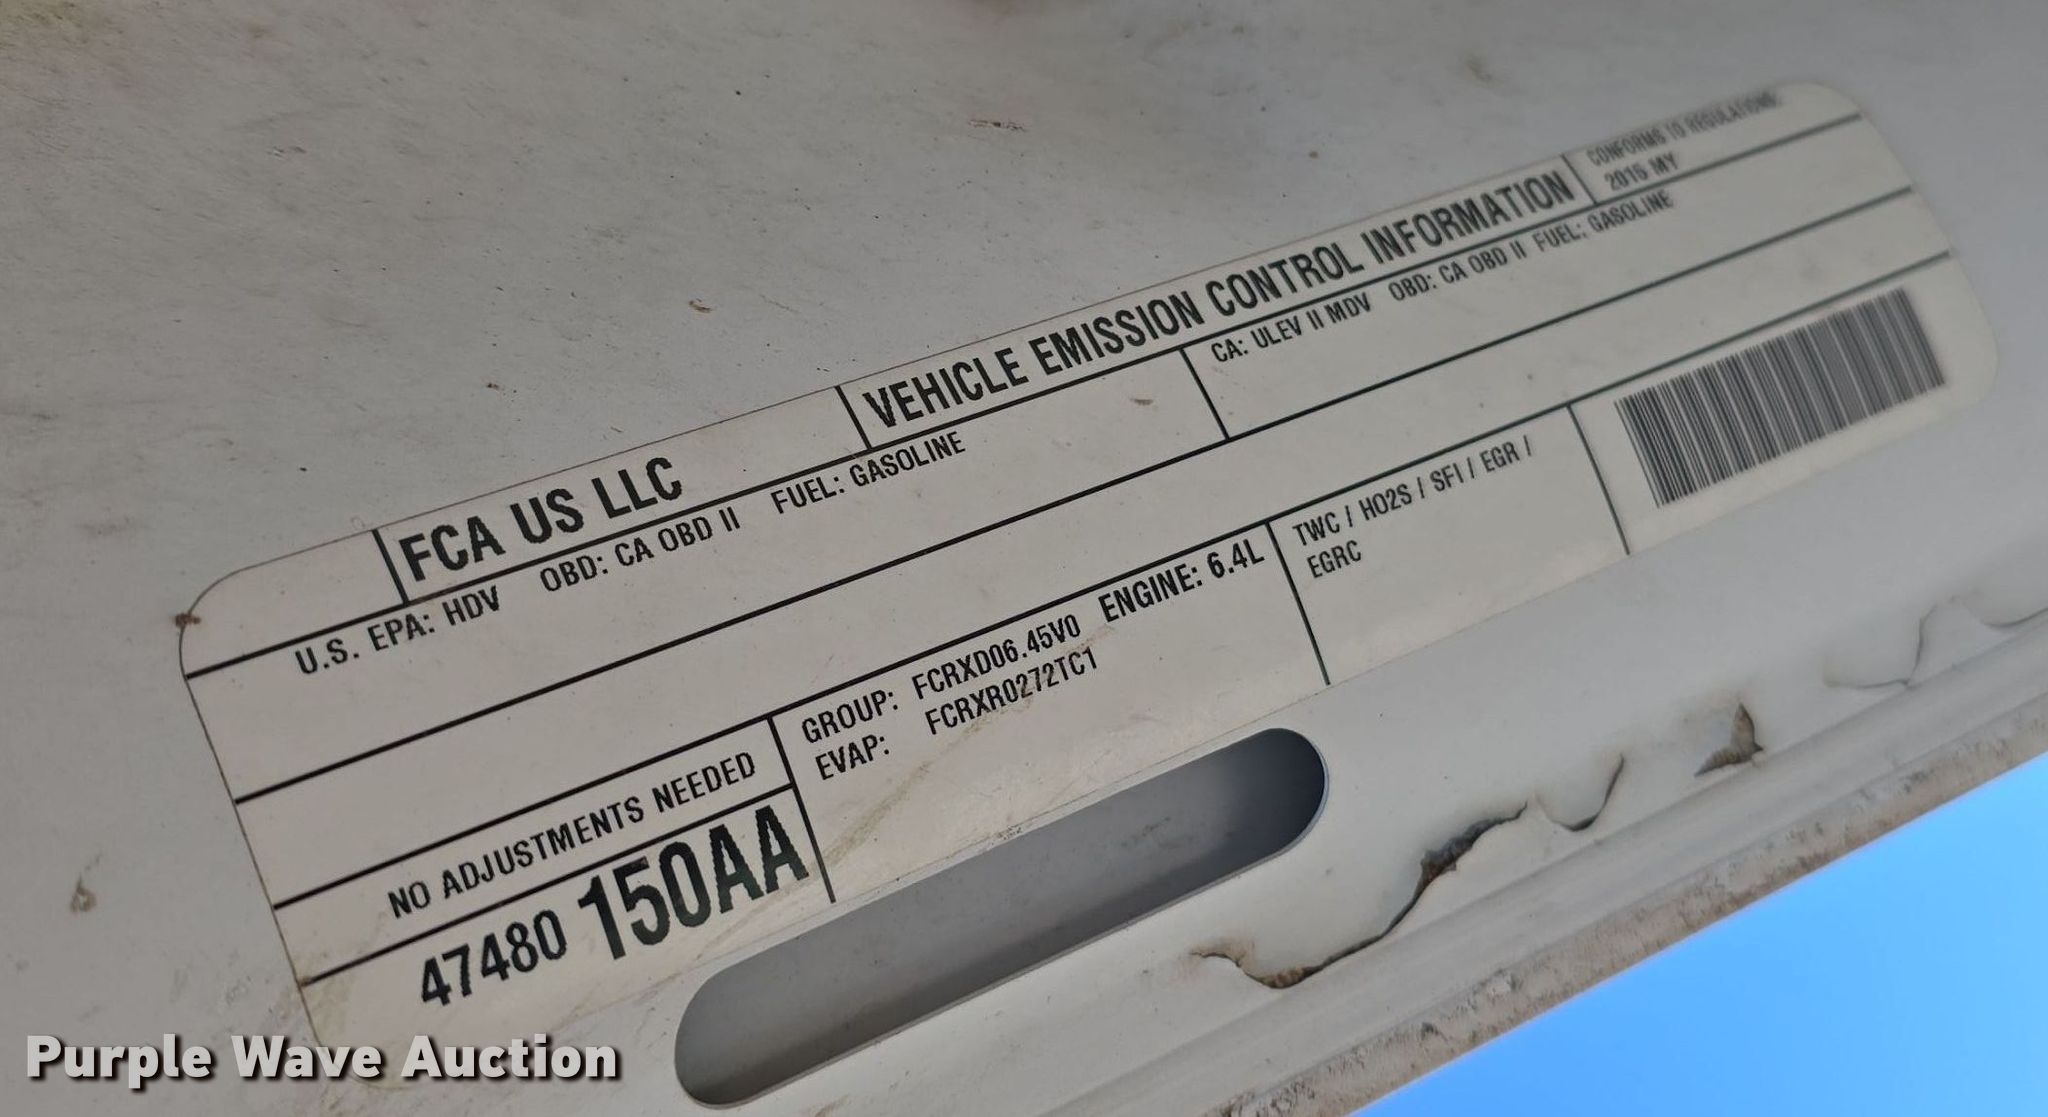 FCA US LLC
VEHICLE EMISSION CONTROL INFORMATION
CONFORMS TO REGULATIONS:
2015 MY
U.S. EPA: HDV OBD: CA OBD II FUEL: GASOLINE
CA: ULEV II MDV OBD: CA OBD II FUEL: GASOLINE
NO ADJUSTMENTS NEEDED
47480 150AA
GROUP: FCRXD06.45V0 ENGINE: 6.4L
EVAP: FCRXR0272TC1
TWC / HO2S / SFI / EGR /
EGRC
Purple Wave Auction